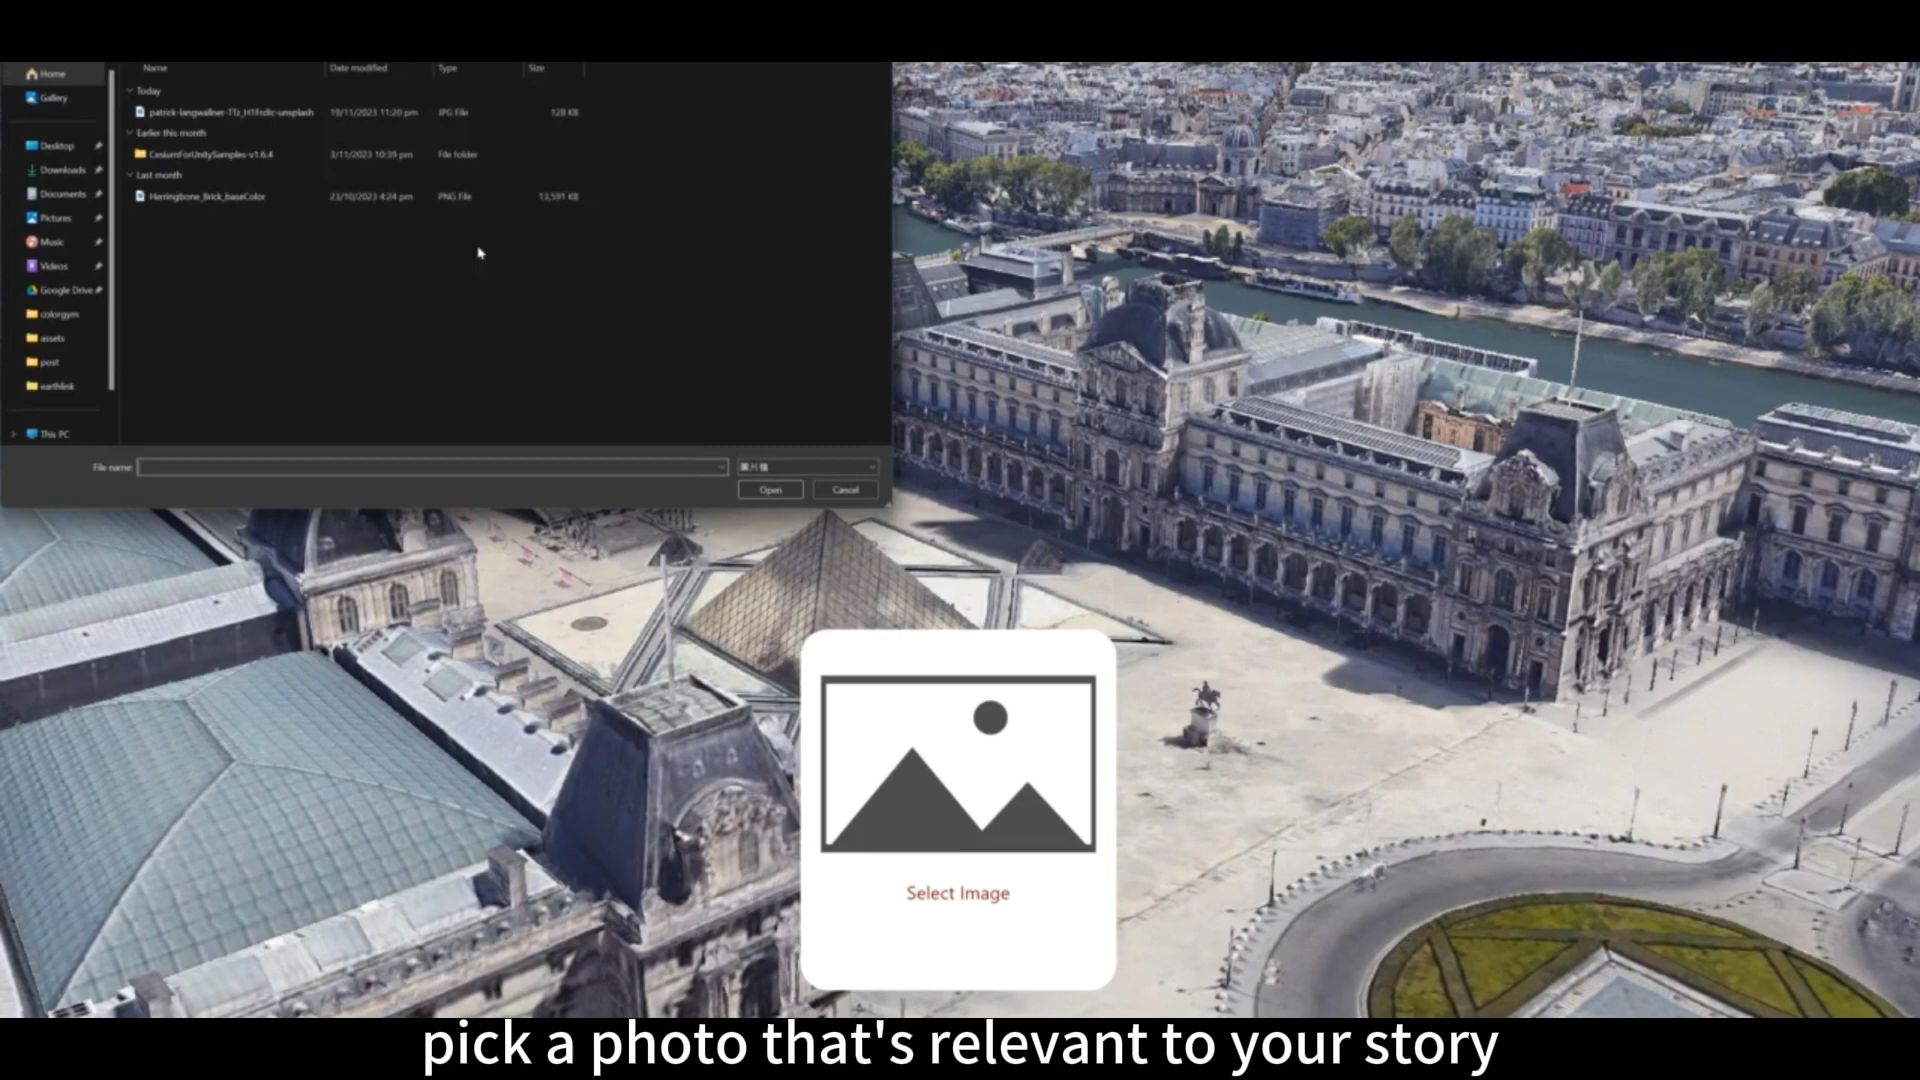 Name Date modified Type Size
Home
Gallery
Desktop
Downloads
Documents
Pictures
Music
Videos
Google Drive
colorgym
assets
post
earthlink
This PC
Today
patrick-langwallner-TTz_H1Frdlc-unsplash 19/11/2023 11:20 pm JPG File 128 KB
Earlier this month
CesiumForUnitySamples-v1.6.4 3/11/2023 10:39 pm File folder
Last month
Herringbone_Brick_baseColor 23/10/2023 4:24 pm PNG File 13,591 KB
File name: 圖片檔
Open Cancel
Select Image
pick a photo that's relevant to your story